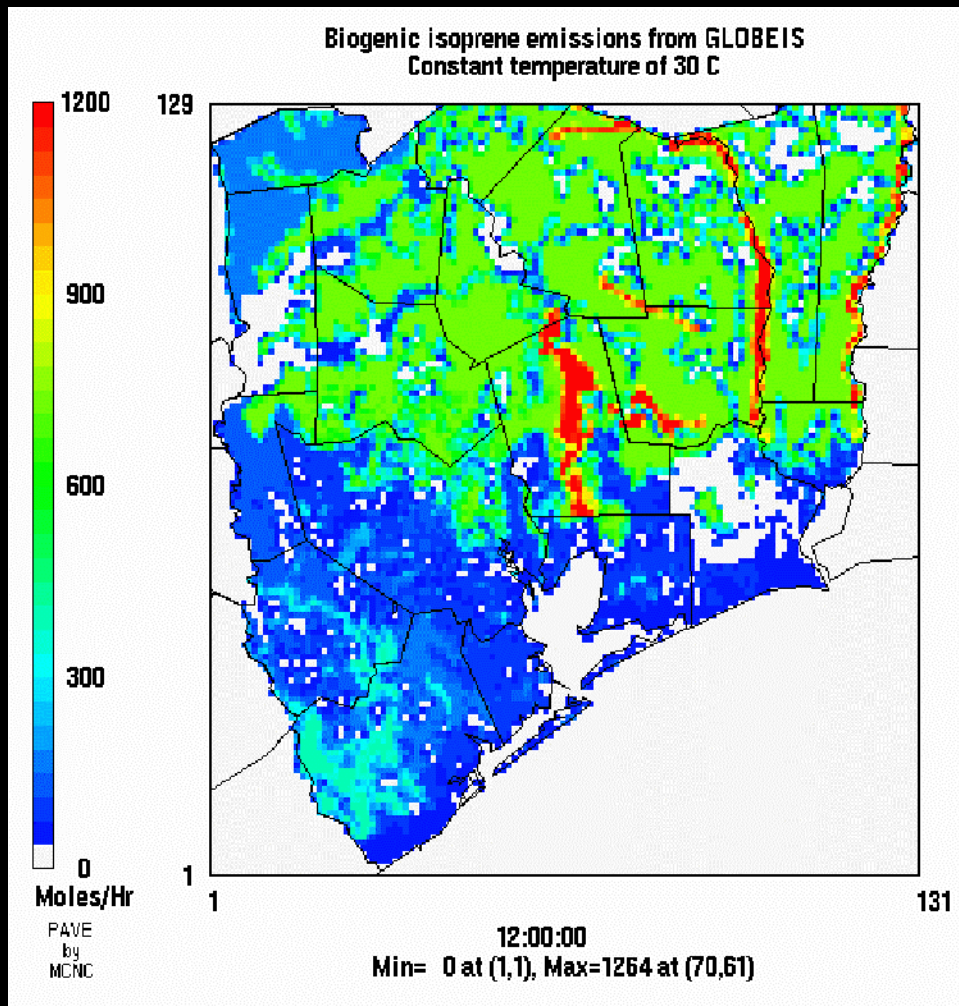 Biogenic isoprene emissions from GLOBEIS
Constant temperature of 30 C
1200
900
600
300
0
Moles/Hr
PAVE
by
MCNC
129
1
1
131
12:00:00
Min= 0 at (1,1), Max=1264 at (70,61)